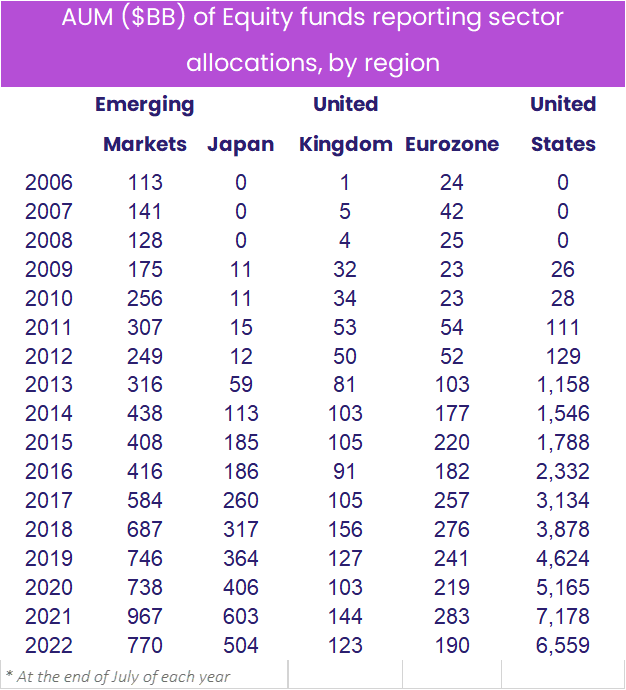 AUM ($BB) of Equity funds reporting sector
allocations, by region
Emerging United United
Markets Japan Kingdom Eurozone States
2006 113 0 1 24 0
2007 141 0 5 42 0
2008 128 0 4 25 0
2009 175 11 32 23 26
2010 256 11 34 23 28
2011 307 15 53 54 111
2012 249 12 50 52 129
2013 316 59 81 103 1,158
2014 438 113 103 177 1,546
2015 408 185 105 220 1,788
2016 416 186 91 182 2,332
2017 584 260 105 257 3,134
2018 687 317 156 276 3,878
2019 746 364 127 241 4,624
2020 738 406 103 219 5,165
2021 967 603 144 283 7,178
2022 770 504 123 190 6,559
* At the end of July of each year